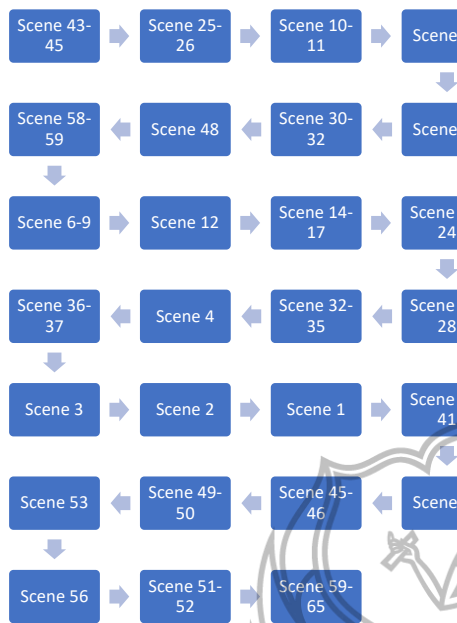 Scene 43-
45
Scene 25-
26
Scene 10-
11
Scene
Scene 58-
59
Scene 48
Scene 30-
32
Scene
Scene 6-9
Scene 12
Scene 14-
17
Scene
24
Scene 36-
37
Scene 4
Scene 32-
35
Scene
28
Scene 3
Scene 2
Scene 1
Scene
41
Scene 53
Scene 49-
50
Scene 45-
46
Scene
Scene 56
Scene 51-
52
Scene 59-
65